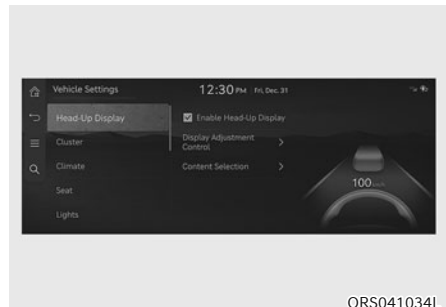 Vehicle Settings
12:30 PM Fri, Dec. 31
Head-Up Display
Enable Head-Up Display
Cluster
Display Adjustment
Control
Climate
Content Selection
Seat
Lights
100
ORS041034L